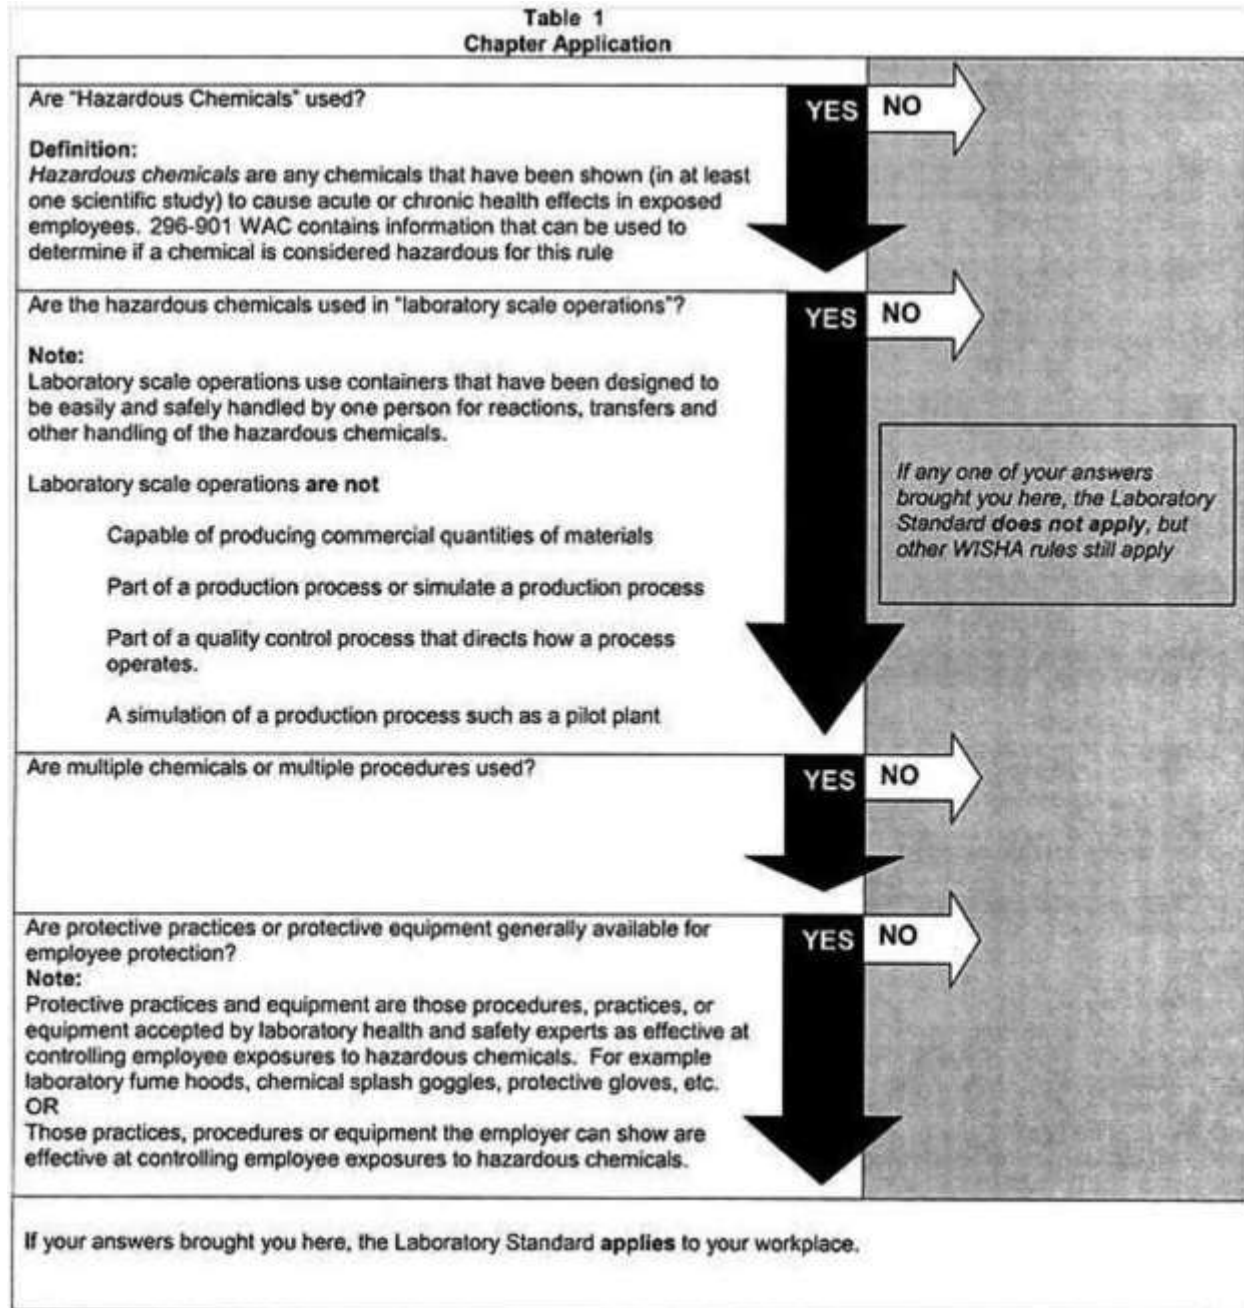 Table 1
Chapter Application
Are "Hazardous Chemicals" used?
YES
NO
Definition:
Hazardous chemicals are any chemicals that have been shown (in at least
one scientific study) to cause acute or chronic health effects in exposed
employees. 296-901 WAC contains information that can be used to
determine if a chemical is considered hazardous for this rule
Are the hazardous chemicals used in "laboratory scale operations"?
YES
NO
Note:
Laboratory scale operations use containers that have been designed to
be easily and safely handled by one person for reactions, transfers and
other handling of the hazardous chemicals.
Laboratory scale operations are not
Capable of producing commercial quantities of materials
Part of a production process or simulate a production process
Part of a quality control process that directs how a process
operates.
A simulation of a production process such as a pilot plant
If any one of your answers
brought you here, the Laboratory
Standard does not apply, but
other WISHA rules still apply
Are multiple chemicals or multiple procedures used?
YES
NO
Are protective practices or protective equipment generally available for
employee protection?
YES
NO
Note:
Protective practices and equipment are those procedures, practices, or
equipment accepted by laboratory health and safety experts as effective at
controlling employee exposures to hazardous chemicals. For example
laboratory fume hoods, chemical splash goggles, protective gloves, etc.
OR
Those practices, procedures or equipment the employer can show are
effective at controlling employee exposures to hazardous chemicals.
If your answers brought you here, the Laboratory Standard applies to your workplace.